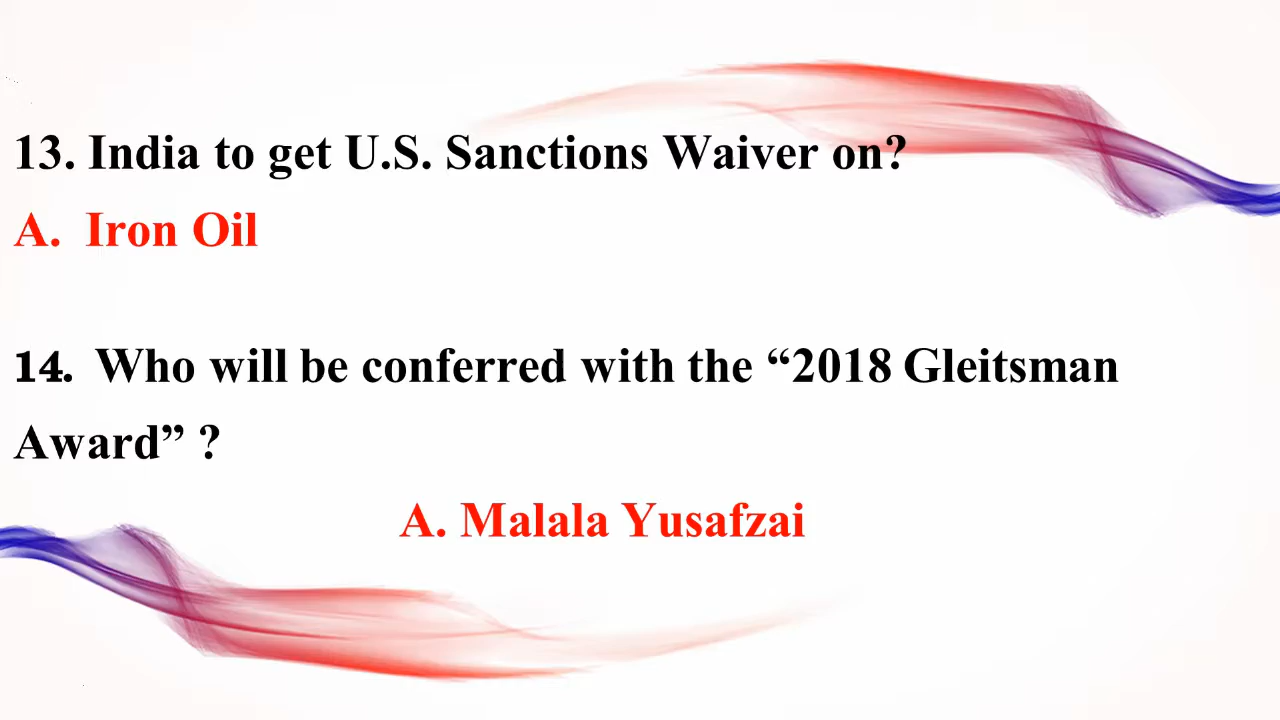 13. India to get U.S. Sanctions Waiver on?
A. Iron Oil
14. Who will be conferred with the “2018 Gleitsman
Award” ?
A. Malala Yusafzai